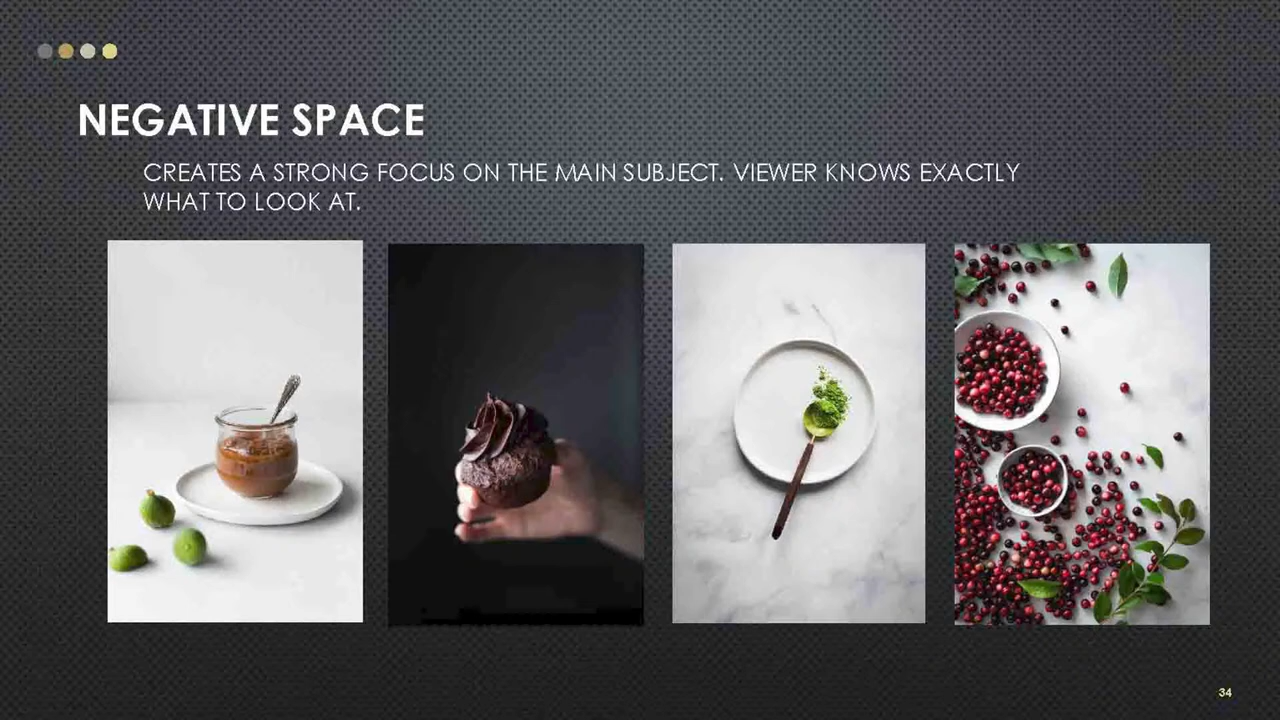 NEGATIVE SPACE
CREATES A STRONG FOCUS ON THE MAIN SUBJECT. VIEWER KNOWS EXACTLY
WHAT TO LOOK AT.
34